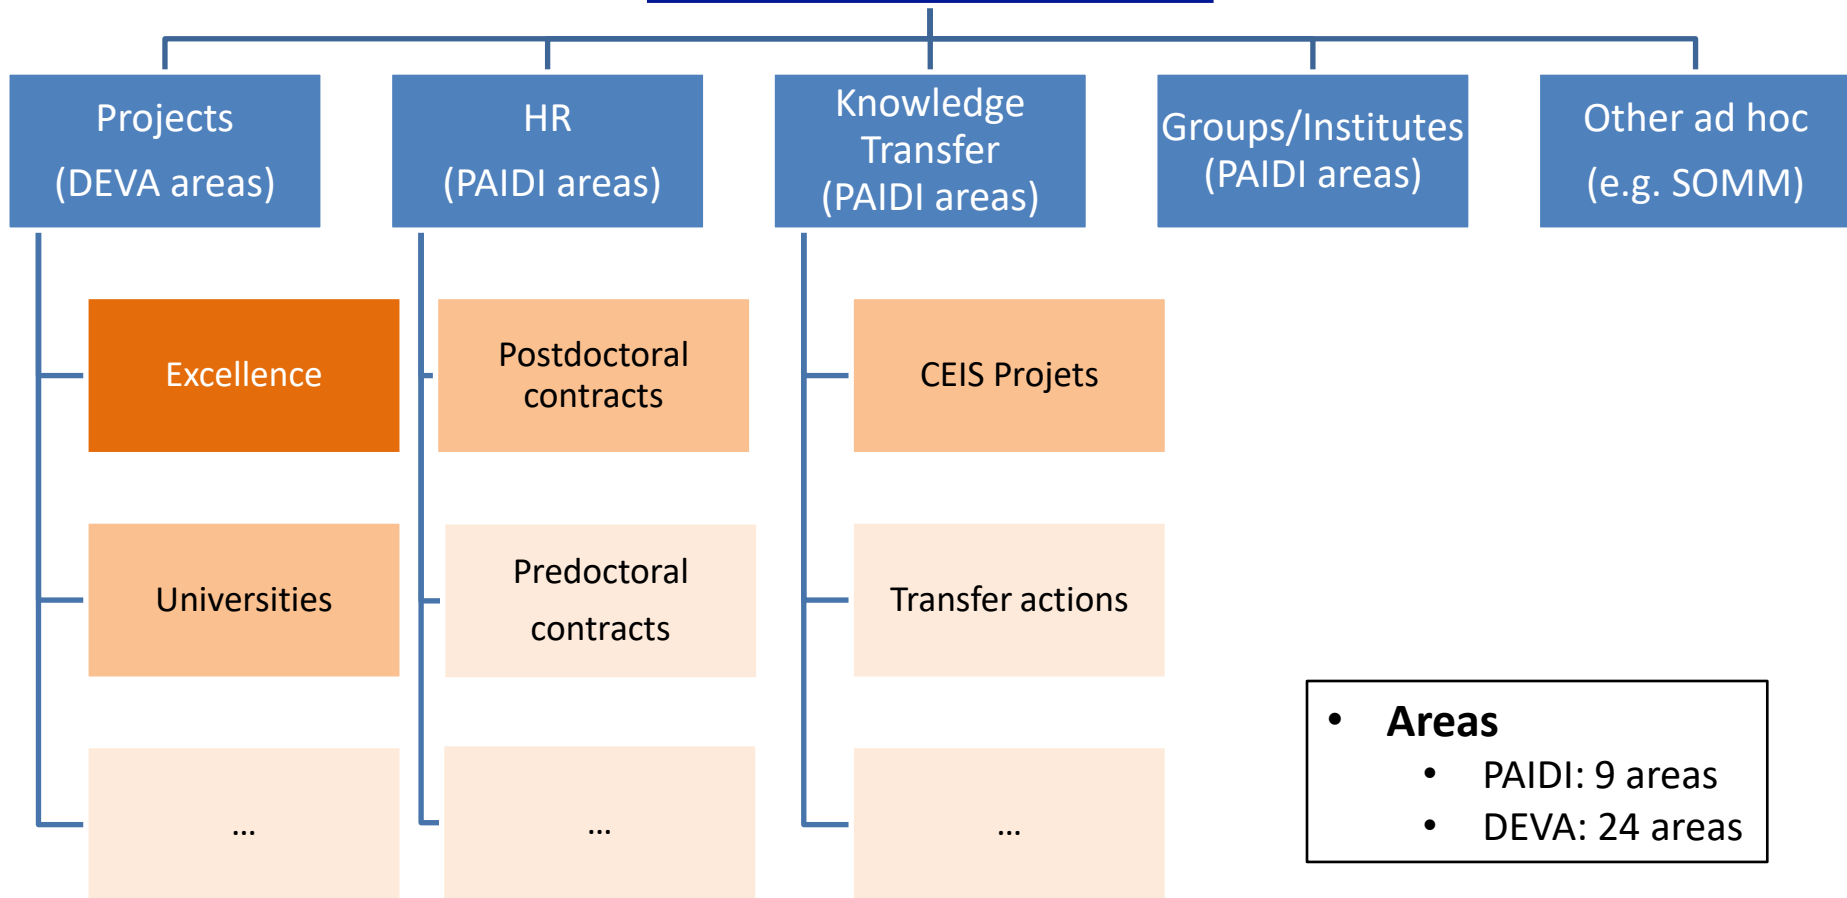 Projects
(DEVA areas)
HR
(PAIDI areas)
Knowledge
Transfer
(PAIDI areas)
Groups/Institutes
(PAIDI areas)
Other ad hoc
(e.g. SOMM)
Excellence
Postdoctoral
contracts
CEIS Projets
Universities
Predoctoral
contracts
Transfer actions
...
...
...
• Areas
• PAIDI: 9 areas
• DEVA: 24 areas